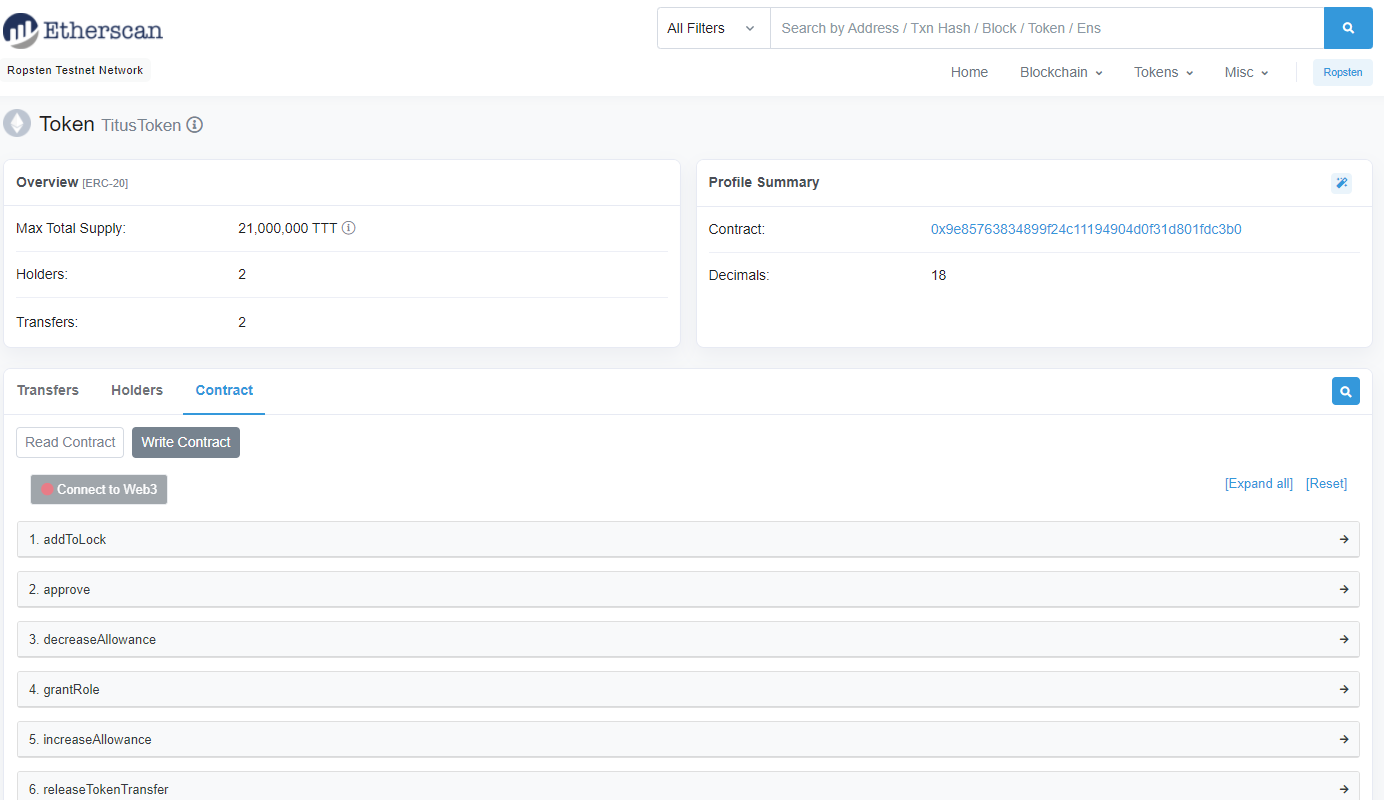 Etherscan
All Filters
Search by Address / Txn Hash / Block / Token / Ens
Ropsten Testnet Network
Home Blockchain Tokens Misc Ropsten
Token TitusToken
Overview [ERC-20]
Max Total Supply: 21,000,000 TTT
Holders: 2
Transfers: 2
Profile Summary
Contract: 0x9e85763834899f24c11194904d0f31d801fdc3b0
Decimals: 18
Transfers Holders Contract
Read Contract Write Contract
Connect to Web3
[Expand all] [Reset]
1. addToLock
2. approve
3. decreaseAllowance
4. grantRole
5. increaseAllowance
6. releaseTokenTransfer